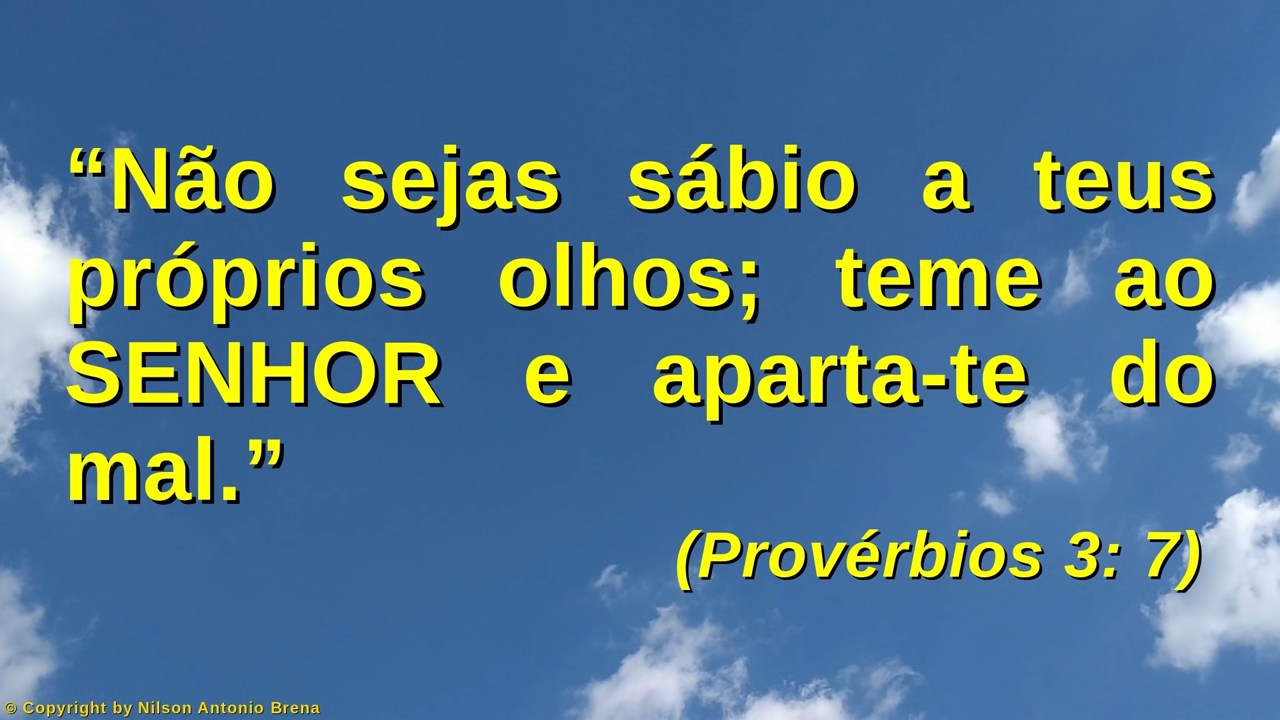 “Não sejas sábio a teus
próprios olhos; teme ao
SENHOR e aparta-te do
mal.”
(Provérbios 3: 7)
© Copyright by Nilson Antonio Brena